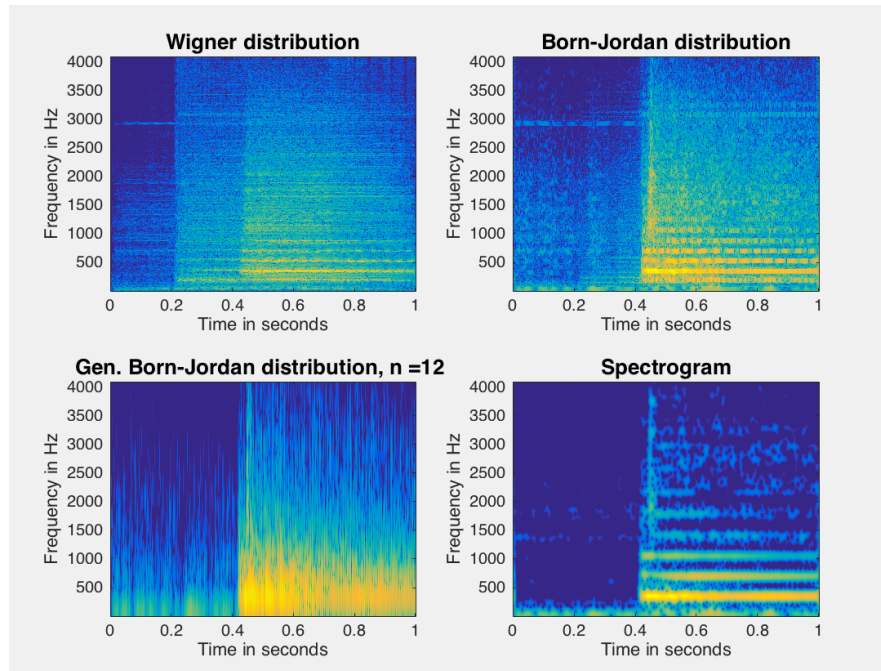 Wigner distribution
4000
3500
3000
2500
2000
1500
1000
500
Frequency in Hz
0 0.2 0.4 0.6 0.8 1
Time in seconds
Born-Jordan distribution
4000
3500
3000
2500
2000
1500
1000
500
Frequency in Hz
0 0.2 0.4 0.6 0.8 1
Time in seconds
Gen. Born-Jordan distribution, n =12
4000
3500
3000
2500
2000
1500
1000
500
Frequency in Hz
0 0.2 0.4 0.6 0.8 1
Time in seconds
Spectrogram
4000
3500
3000
2500
2000
1500
1000
500
Frequency in Hz
0 0.2 0.4 0.6 0.8 1
Time in seconds